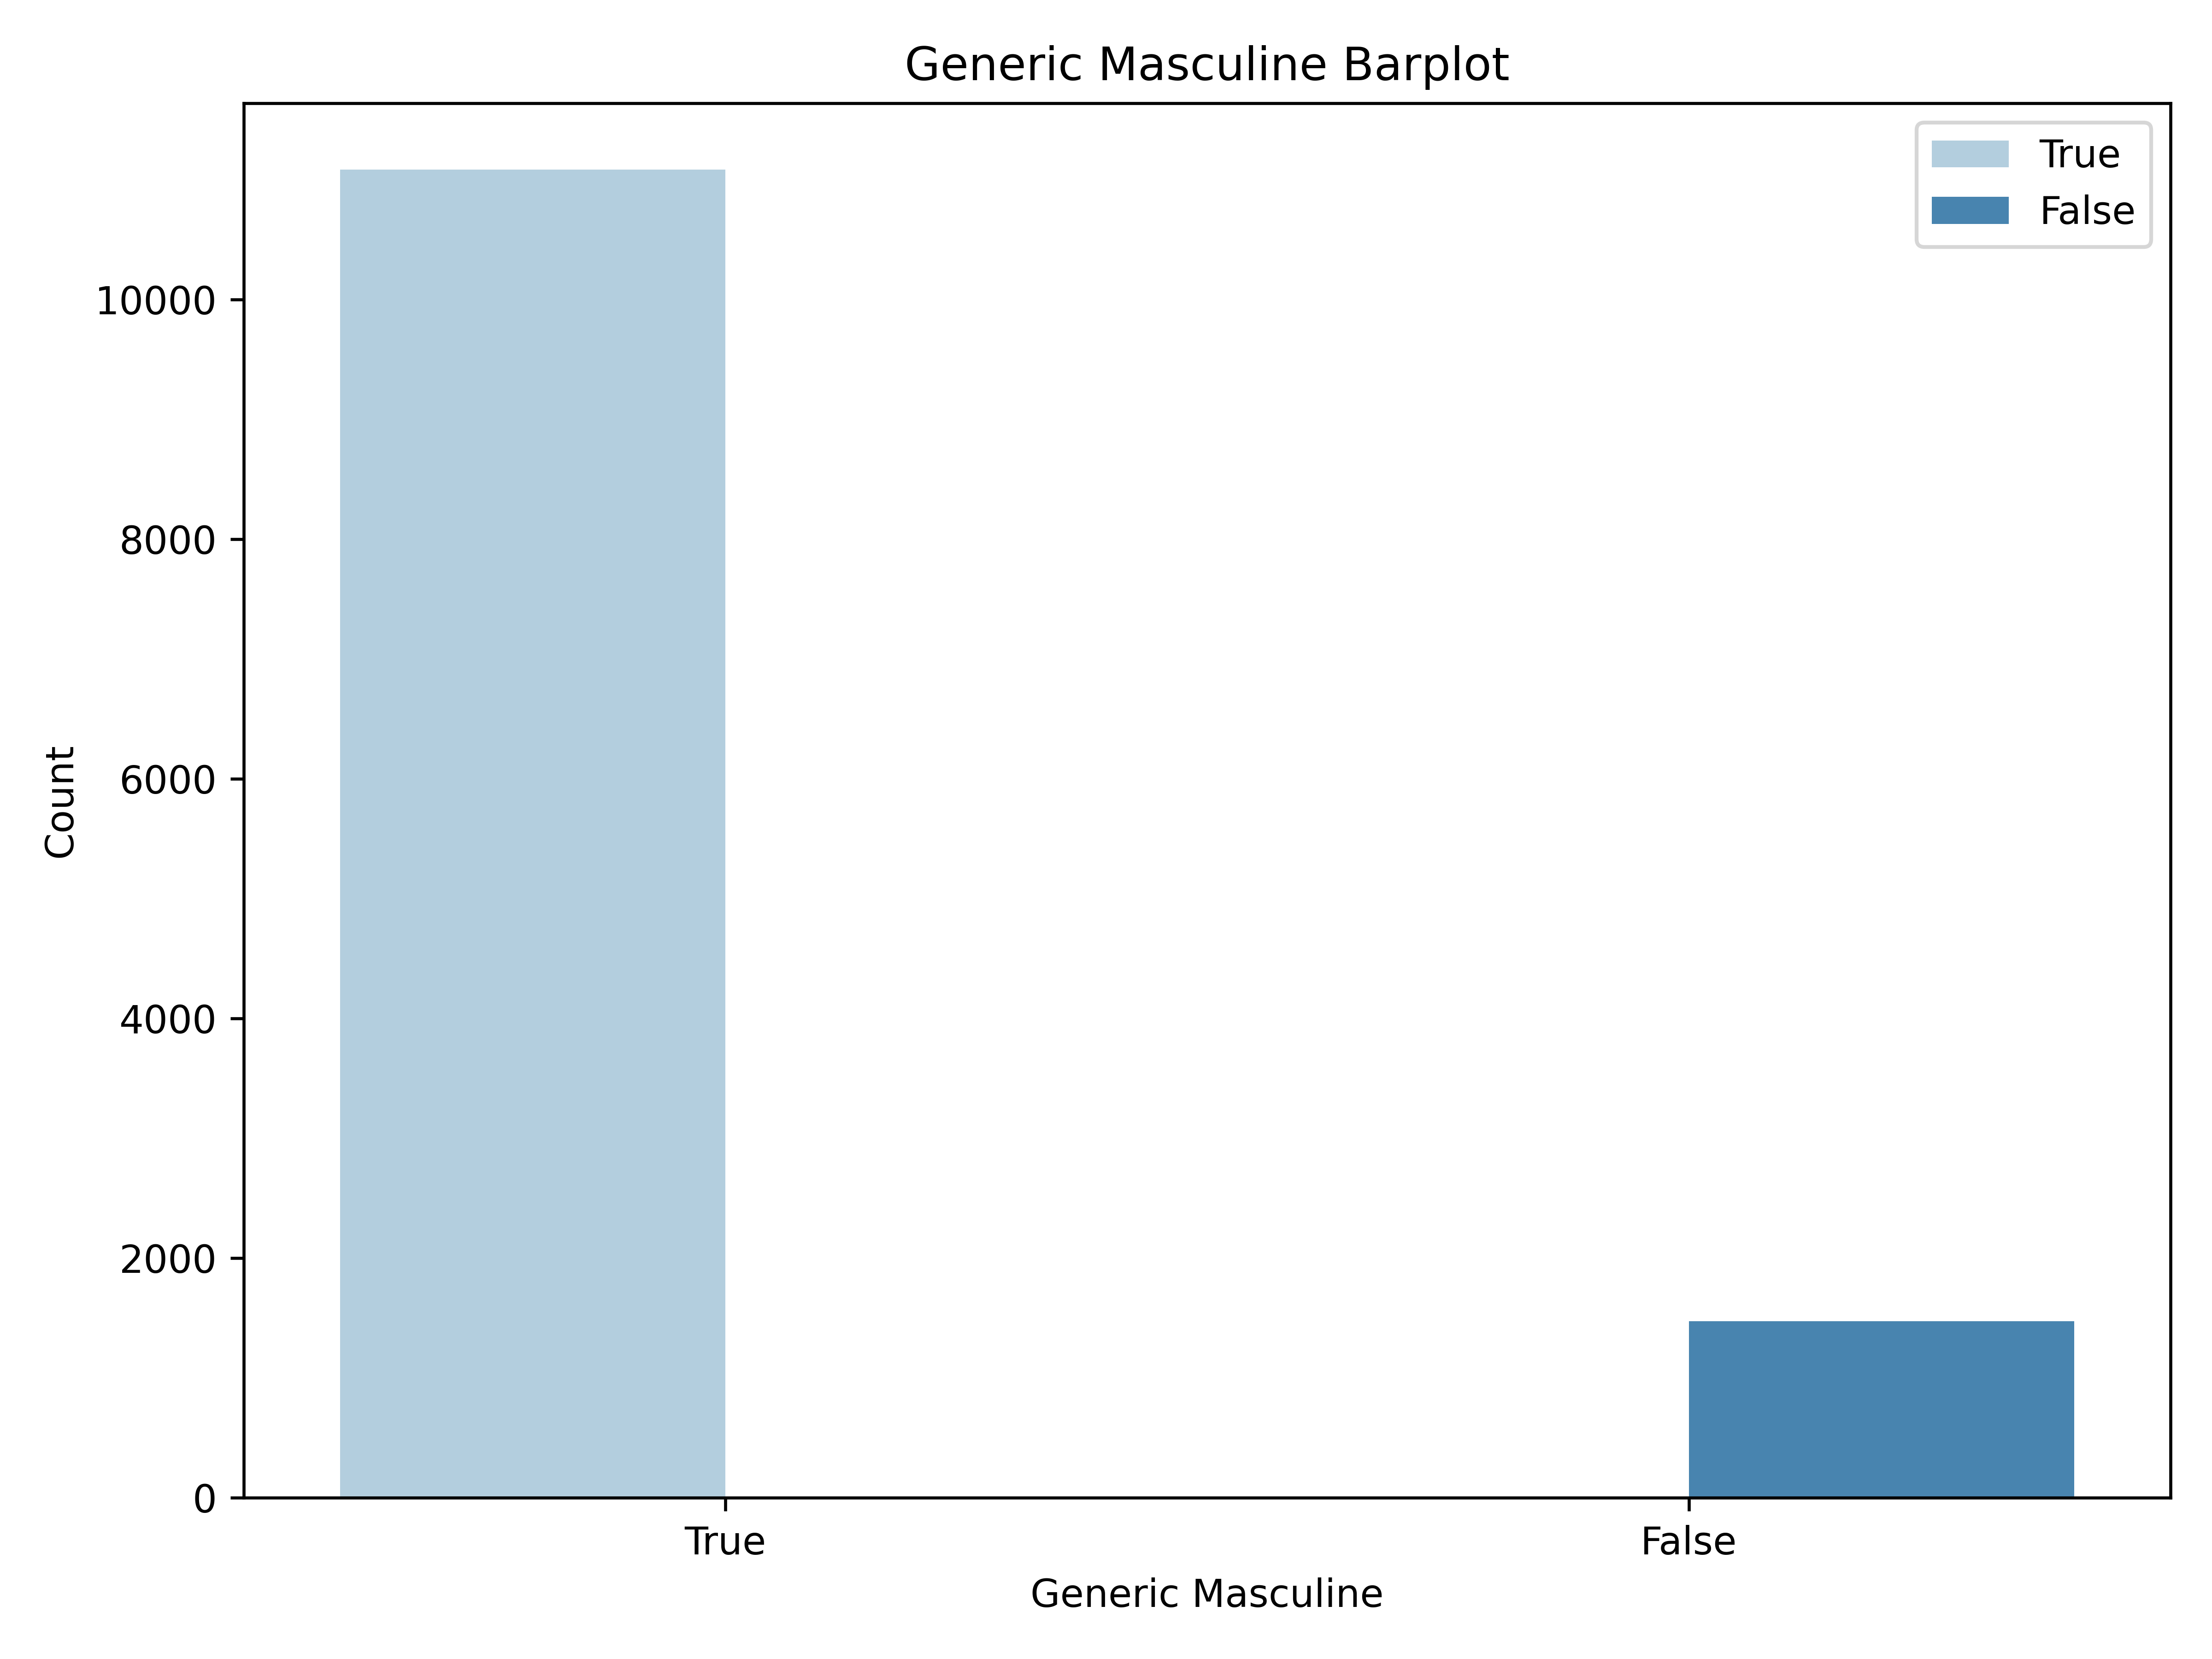 Generic Masculine Barplot
True
False
10000
8000
6000
4000
2000
0
Count
True
False
Generic Masculine